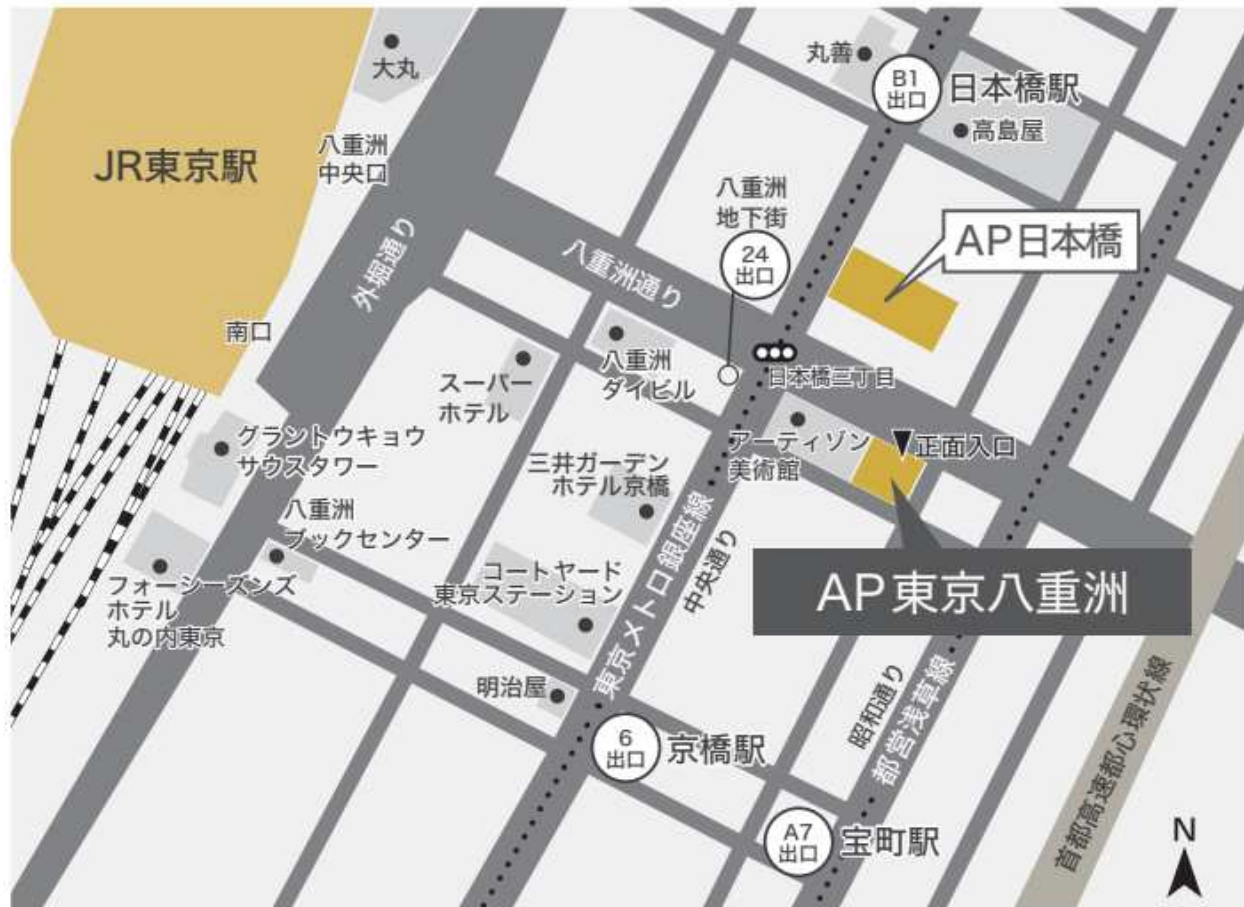 大丸
丸善
B1
出口
日本橋駅
高島屋
JR東京駅
八重洲
中央口
八重洲
地下街
24
出口
外堀通り
八重洲通り
AP日本橋
南口
スーパー
ホテル
八重洲
ダイビル
日本橋三丁目
アーティゾン
美術館
正面入口
グラントウキョウ
サウスタワー
三井ガーデン
ホテル京橋
八重洲
ブックセンター
東京メトロ銀座線
中央通り
コートヤード
東京ステーション
AP東京八重洲
フォーシーズンズ
ホテル
丸の内東京
明治屋
昭和通り
都営浅草線
首都高速都心環状線
6
出口
京橋駅
A7
出口
宝町駅
N